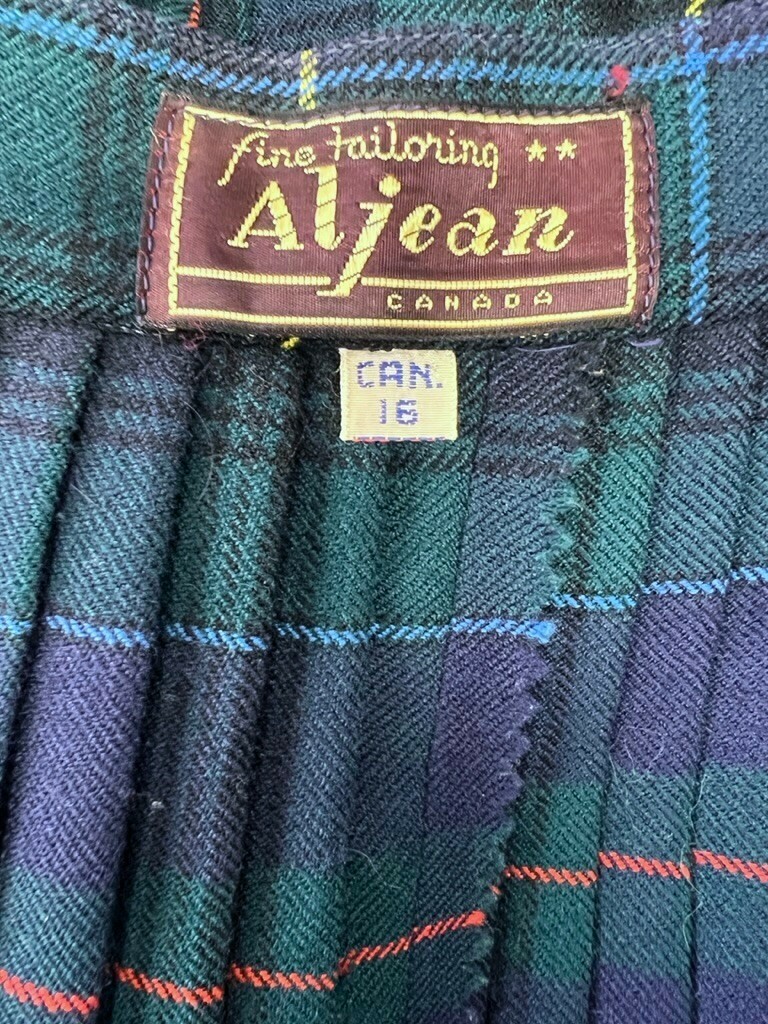 fine tailoring **
Aljean
CANADA
CAN.
16